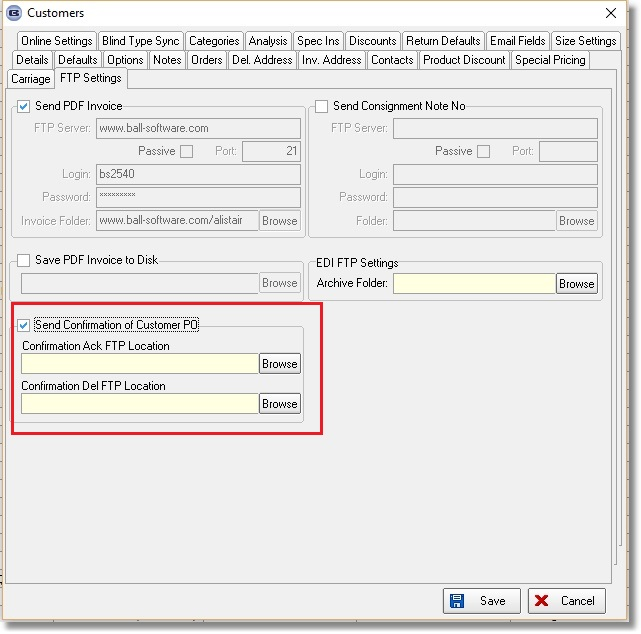 Customers
Online Settings Blind Type Sync Categories Analysis Spec Ins Discounts Return Defaults Email Fields Size Settings
Details Defaults Options Notes Orders Del. Address Inv. Address Contacts Product Discount Special Pricing
Carriage FTP Settings
Send PDF Invoice
FTP Server: www.ball-software.com
Passive Port: 21
Login: bs2540
Password: *********
Invoice Folder: www.ball-software.com/alistair Browse
Send Consignment Note No
FTP Server:
Passive Port:
Login:
Password:
Folder: Browse
Save PDF Invoice to Disk
Browse
EDI FTP Settings
Archive Folder: Browse
Send Confirmation of Customer PO
Confirmation Ack FTP Location
Browse
Confirmation Del FTP Location
Browse
Save Cancel